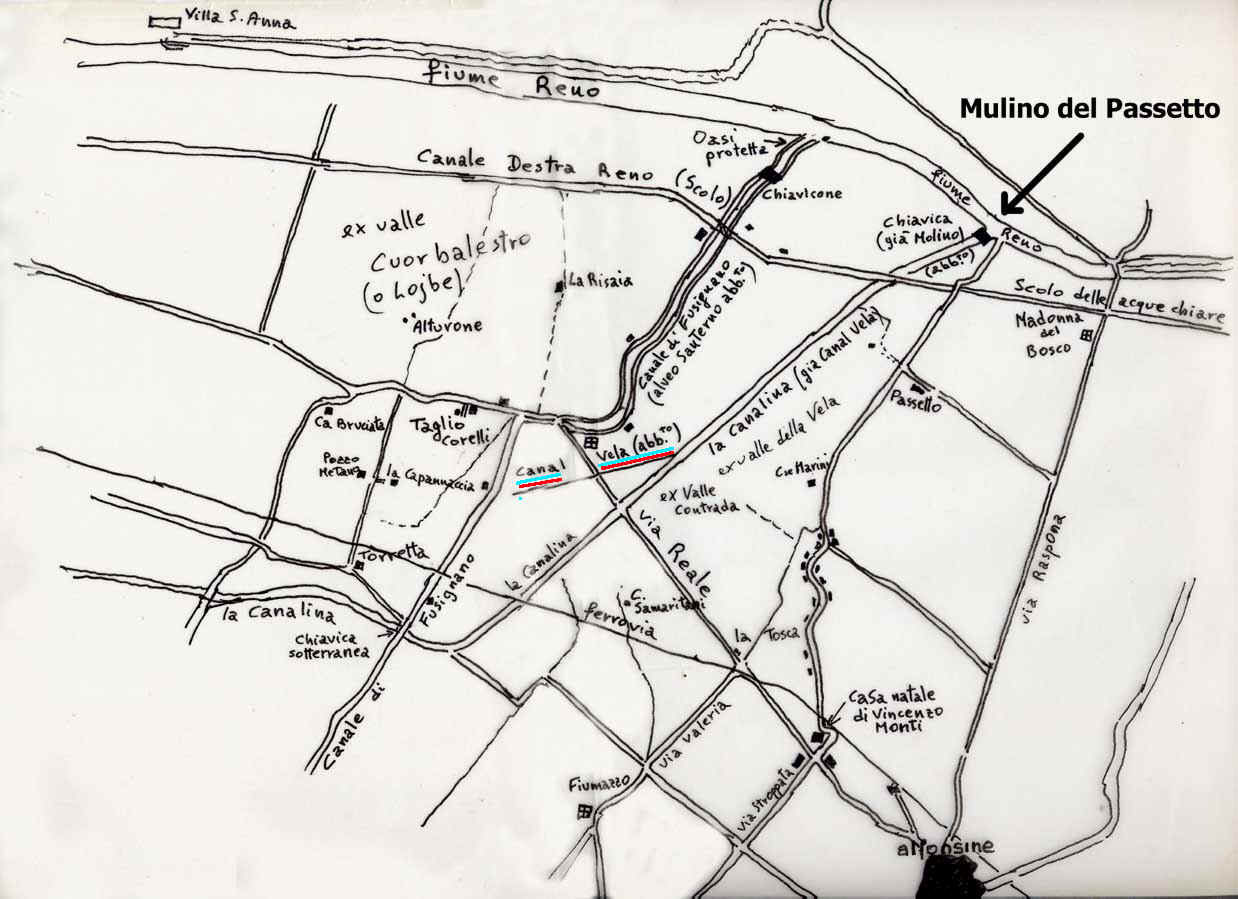 Villa S. Anna
fiume Reno
Mulino del Passetto
Oasi
protetta
Canale Destra Reno (Scolo)
Chiavicone
fiume
Reno
Chiavica
(già Molino)
(abb.to)
ex valle
Cuorbalestro
(o Lojbe)
La Risaia
Alturone
Canale di Fusignano
(alveo Santerno abb.to)
Scolo delle acque chiare
Madonna
del
Bosco
la Canalina (già Canal Vela)
Passetto
Ca Bruciata
Taglio
Corelli
Canal Vela (abb.to)
ex valle della Vela
Pozzo
Metano
la Capannaccia
Cse Marini
ex Valle
Contrada
via Reale
via Raspona
Torretta
la Canalina
la Canalina
Chiavica
sotterranea
Canale di Fusignano
C.
Samaritani
ferrovia
la Tosca
Casa natale
di Vincenzo
Monti
via Valeria
Fiumazzo
via Stroppata